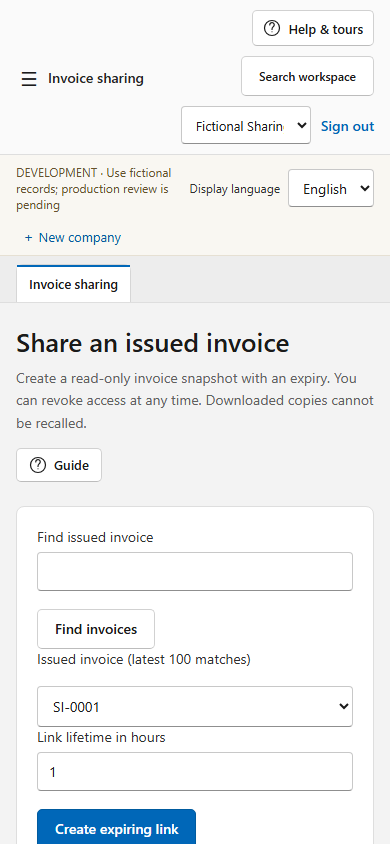 Help & tours
Invoice sharing
Search workspace
Fictional Sharin
Sign out
DEVELOPMENT · Use fictional
records; production review is
pending
Display language
English
+ New company
Invoice sharing
Share an issued invoice
Create a read-only invoice snapshot with an expiry. You
can revoke access at any time. Downloaded copies cannot
be recalled.
Guide
Find issued invoice
Find invoices
Issued invoice (latest 100 matches)
SI-0001
Link lifetime in hours
1
Create expiring link